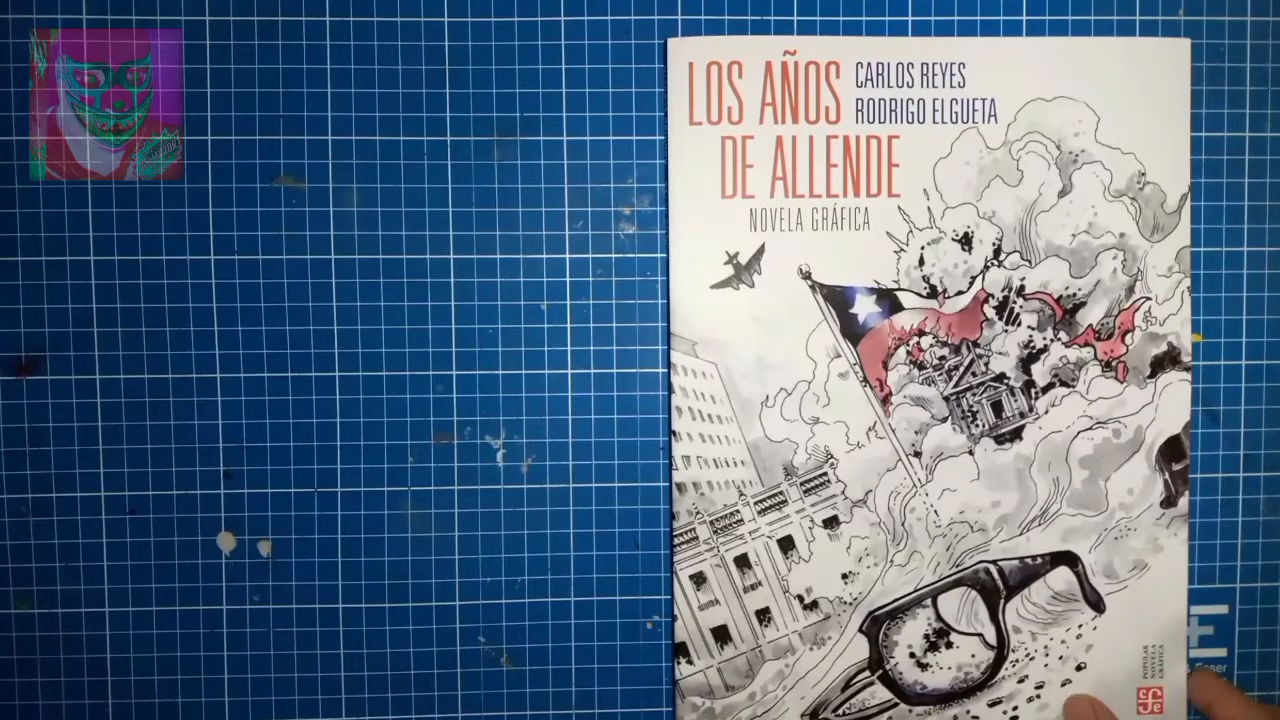 LOS AÑOS
DE ALLENDE
CARLOS REYES
RODRIGO ELGUETA
NOVELA GRÁFICA
POPULAR
NOVELA
GRÁFICA